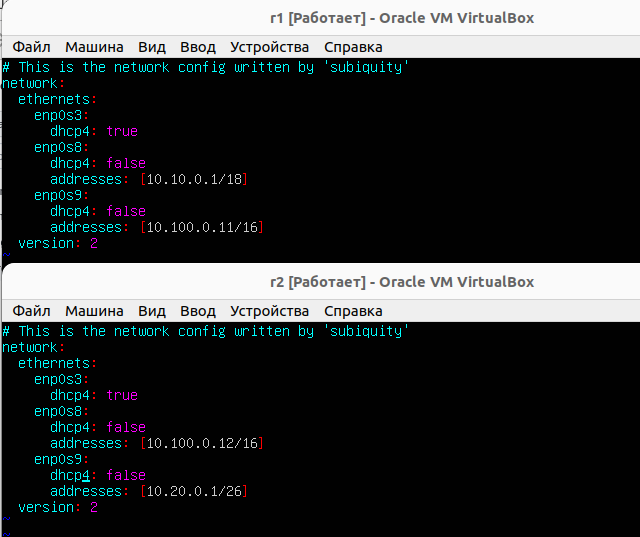 r1 [Работает] - Oracle VM VirtualBox
Файл Машина Вид Ввод Устройства Справка
# This is the network config written by 'subiquity'
network:
  ethernets:
    enp0s3:
      dhcp4: true
    enp0s8:
      dhcp4: false
      addresses: [10.10.0.1/18]
    enp0s9:
      dhcp4: false
      addresses: [10.100.0.11/16]
  version: 2
~
r2 [Работает] - Oracle VM VirtualBox
Файл Машина Вид Ввод Устройства Справка
# This is the network config written by 'subiquity'
network:
  ethernets:
    enp0s3:
      dhcp4: true
    enp0s8:
      dhcp4: false
      addresses: [10.100.0.12/16]
    enp0s9:
      dhcp4: false
      addresses: [10.20.0.1/26]
  version: 2
~
~